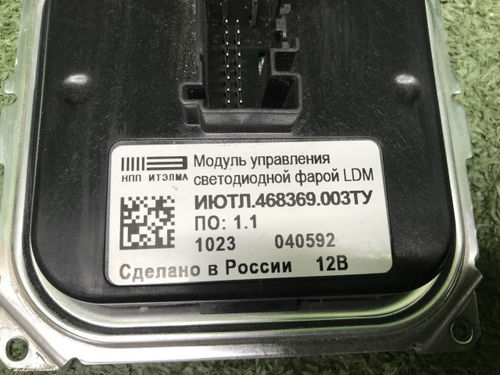 Модуль управления
светодиодной фарой LDM
НПП ИТЭЛМА
ИЮТЛ.468369.003ТУ
ПО: 1.1
1023 040592
Сделано в России 12В